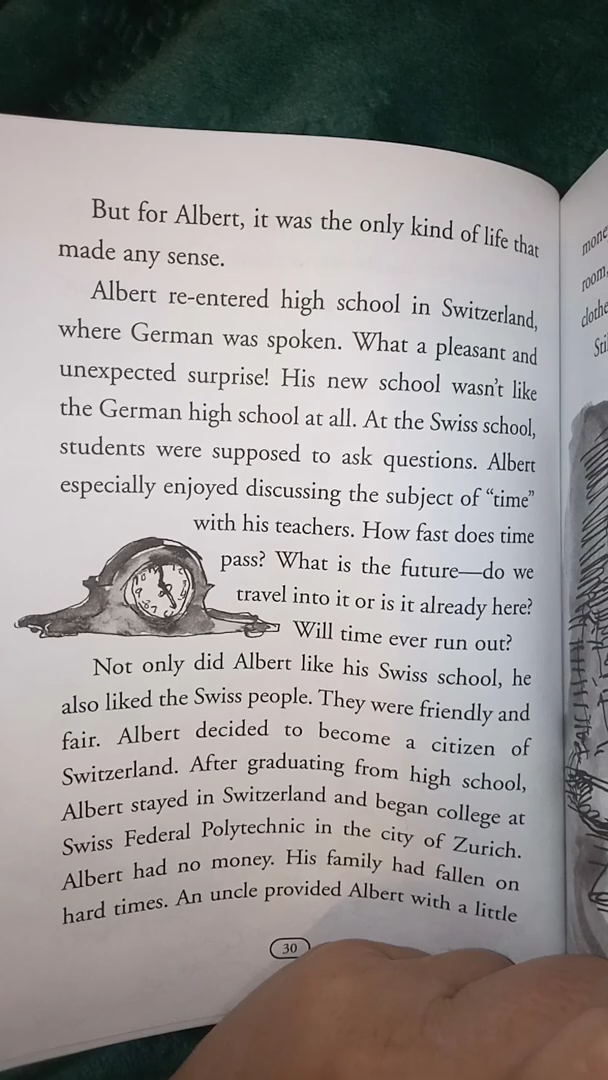 But for Albert, it was the only kind of life that
made any sense.
Albert re-entered high school in Switzerland,
where German was spoken. What a pleasant and
unexpected surprise! His new school wasn't like
the German high school at all. At the Swiss school,
students were supposed to ask questions. Albert
especially enjoyed discussing the subject of “time”
with his teachers. How fast does time
pass? What is the future—do we
travel into it or is it already here?
Will time ever run out?
Not only did Albert like his Swiss school, he
also liked the Swiss people. They were friendly and
fair. Albert decided to become a citizen of
Switzerland. After graduating from high school,
Albert stayed in Switzerland and began college at
Swiss Federal Polytechnic in the city of Zurich.
Albert had no money. His family had fallen on
hard times. An uncle provided Albert with a little
30
room,